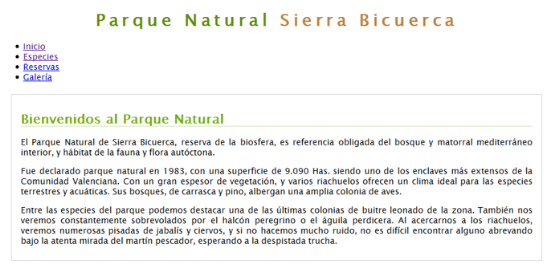 Parque Natural Sierra Bicuerca
Inicio
Especies
Reservas
Galería
Bienvenidos al Parque Natural
El Parque Natural de Sierra Bicuerca, reserva de la biosfera, es referencia obligada del bosque y matorral mediterráneo
interior, y hábitat de la fauna y flora autóctona.
Fue declarado parque natural en 1983, con una superficie de 9.090 Has. siendo uno de los enclaves más extensos de la
Comunidad Valenciana. Con un gran espesor de vegetación, y varios riachuelos ofrecen un clima ideal para las especies
terrestres y acuáticas. Sus bosques, de carrasca y pino, albergan una amplia colonia de aves.
Entre las especies del parque podemos destacar una de las últimas colonias de buitre leonado de la zona. También nos
veremos constantemente sobrevolados por el halcón peregrino o el águila perdicera. Al acercarnos a los riachuelos,
veremos numerosas pisadas de jabalís y ciervos, y si no hacemos mucho ruido, no es difícil encontrar alguno abrevando
bajo la atenta mirada del martín pescador, esperando a la despistada trucha.